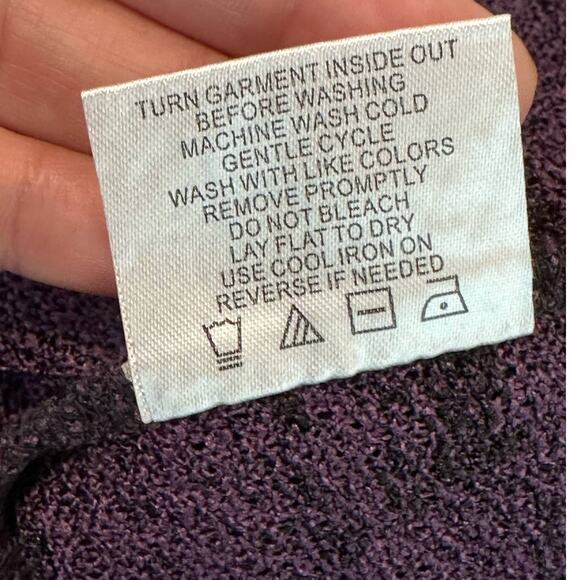 TURN GARMENT INSIDE OUT
BEFORE WASHING
MACHINE WASH COLD
GENTLE CYCLE
WASH WITH LIKE COLORS
REMOVE PROMPTLY
DO NOT BLEACH
LAY FLAT TO DRY
USE COOL IRON ON
REVERSE IF NEEDED